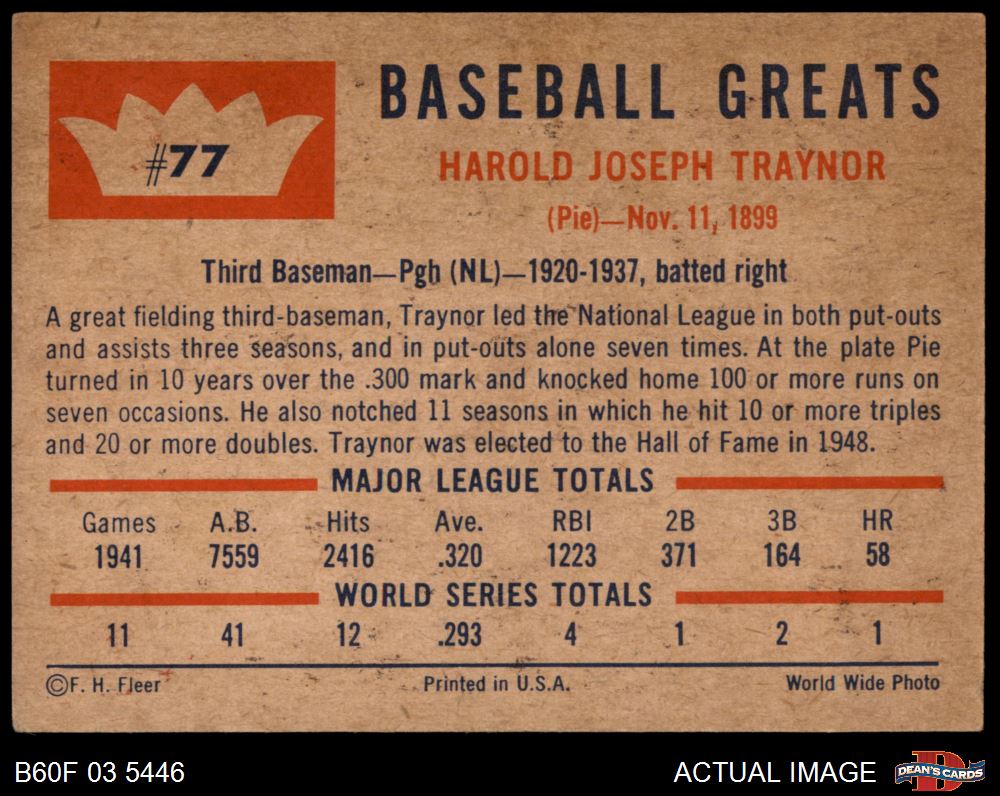 #77
BASEBALL GREATS
HAROLD JOSEPH TRAYNOR
(Pie)—Nov. 11, 1899
Third Baseman—Pgh (NL)—1920-1937, batted right
A great fielding third-baseman, Traynor led the National League in both put-outs
and assists three seasons, and in put-outs alone seven times. At the plate Pie
turned in 10 years over the .300 mark and knocked home 100 or more runs on
seven occasions. He also notched 11 seasons in which he hit 10 or more triples
and 20 or more doubles. Traynor was elected to the Hall of Fame in 1948.
MAJOR LEAGUE TOTALS
Games A.B. Hits Ave. RBI 2B 3B HR
1941 7559 2416 .320 1223 371 164 58
WORLD SERIES TOTALS
11 41 12 .293 4 1 2 1
©F. H. Fleer Printed in U.S.A. World Wide Photo
B60F 03 5446 ACTUAL IMAGE D DEAN'S CARDS